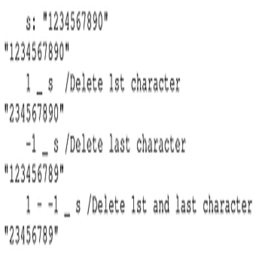 s: "1234567890"
"1234567890"
1 _ s /Delete 1st character
"234567890"
-1 _ s /Delete last character
"123456789"
1 - -1 _ s /Delete 1st and last character
"23456789"